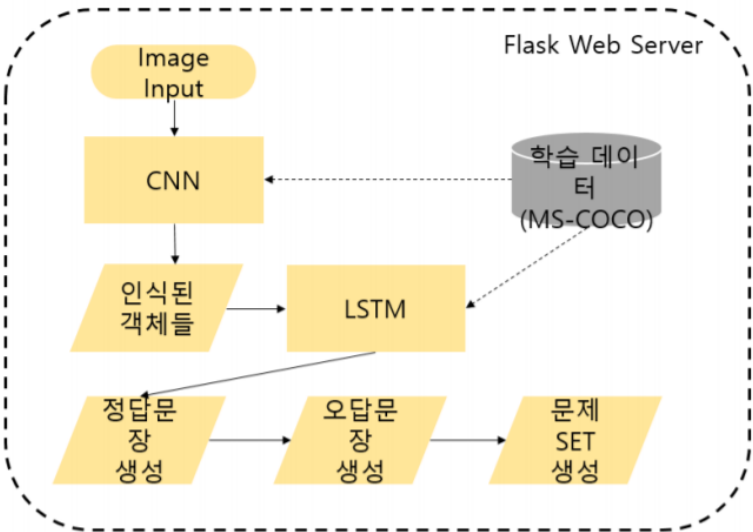 Flask Web Server
Image
Input
CNN
학습 데이
터
(MS-COCO)
인식된
객체들
LSTM
정답문
장
생성
오답문
장
생성
문제
SET
생성